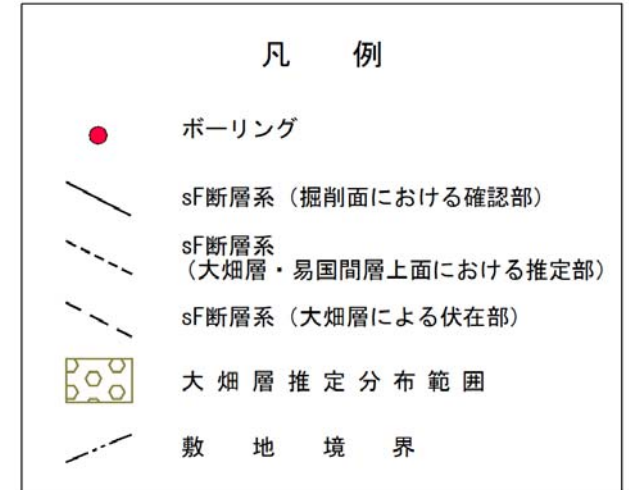 凡 例
ボーリング
sF断層系（掘削面における確認部）
sF断層系
（大畑層・易国間層上面における推定部）
sF断層系（大畑層による伏在部）
大畑層推定分布範囲
敷地境界